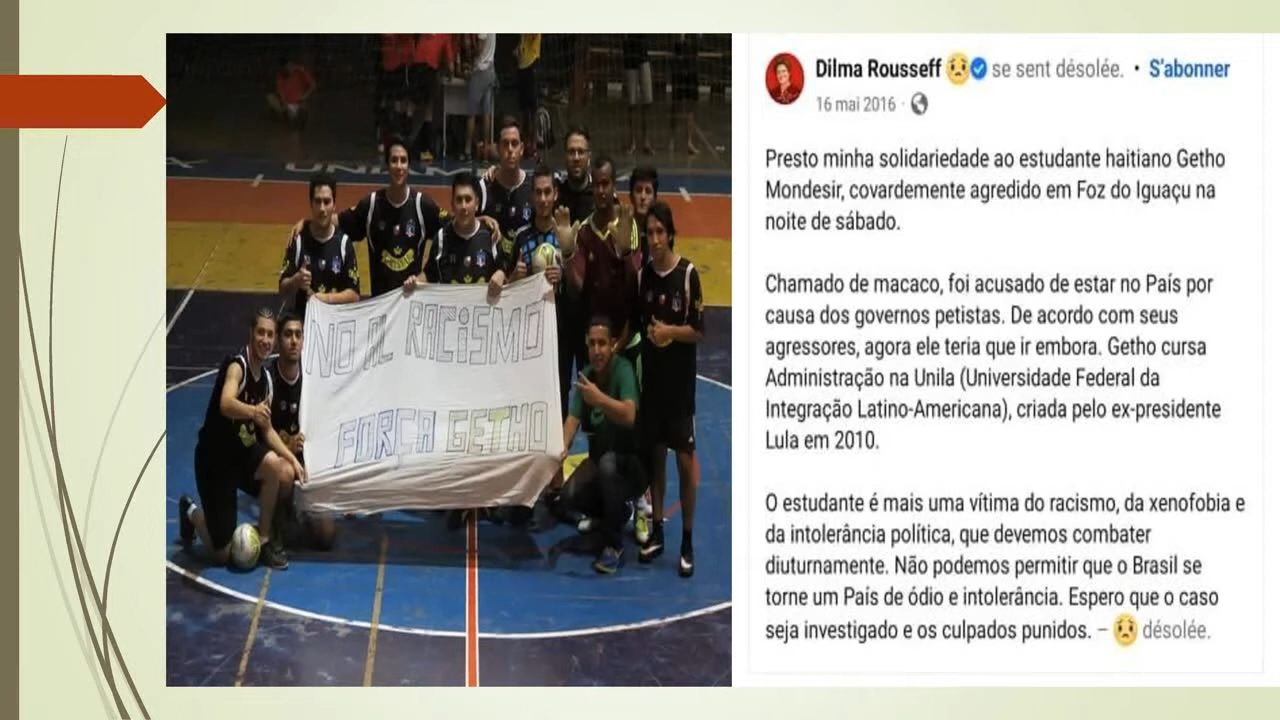 NO AL RACISMO
FORÇA GETHO
Dilma Rousseff se sent désolée. · S'abonner
16 mai 2016 ·
Presto minha solidariedade ao estudante haitiano Getho
Mondesir, covardemente agredido em Foz do Iguaçu na
noite de sábado.
Chamado de macaco, foi acusado de estar no País por
causa dos governos petistas. De acordo com seus
agressores, agora ele teria que ir embora. Getho cursa
Administração na Unila (Universidade Federal da
Integração Latino-Americana), criada pelo ex-presidente
Lula em 2010.
O estudante é mais uma vítima do racismo, da xenofobia e
da intolerância política, que devemos combater
diuturnamente. Não podemos permitir que o Brasil se
torne um País de ódio e intolerância. Espero que o caso
seja investigado e os culpados punidos. – désolée.